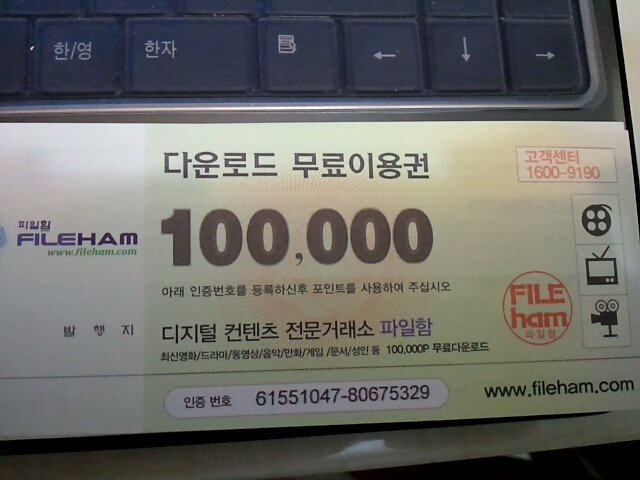 한/영
한자
다운로드 무료이용권
고객센터
1600-9190
파일함
FILEHAM
www.fileham.com
100,000
아래 인증번호를 등록하신후 포인트를 사용하여 주십시오
FILE
ham
파일함
발 행 지
디지털 컨텐츠 전문거래소 파일함
최신영화/드라마/동영상/음악/만화/게임 /문서/성인 등 100,000P 무료다운로드
인증 번호 61551047-80675329
www.fileham.com